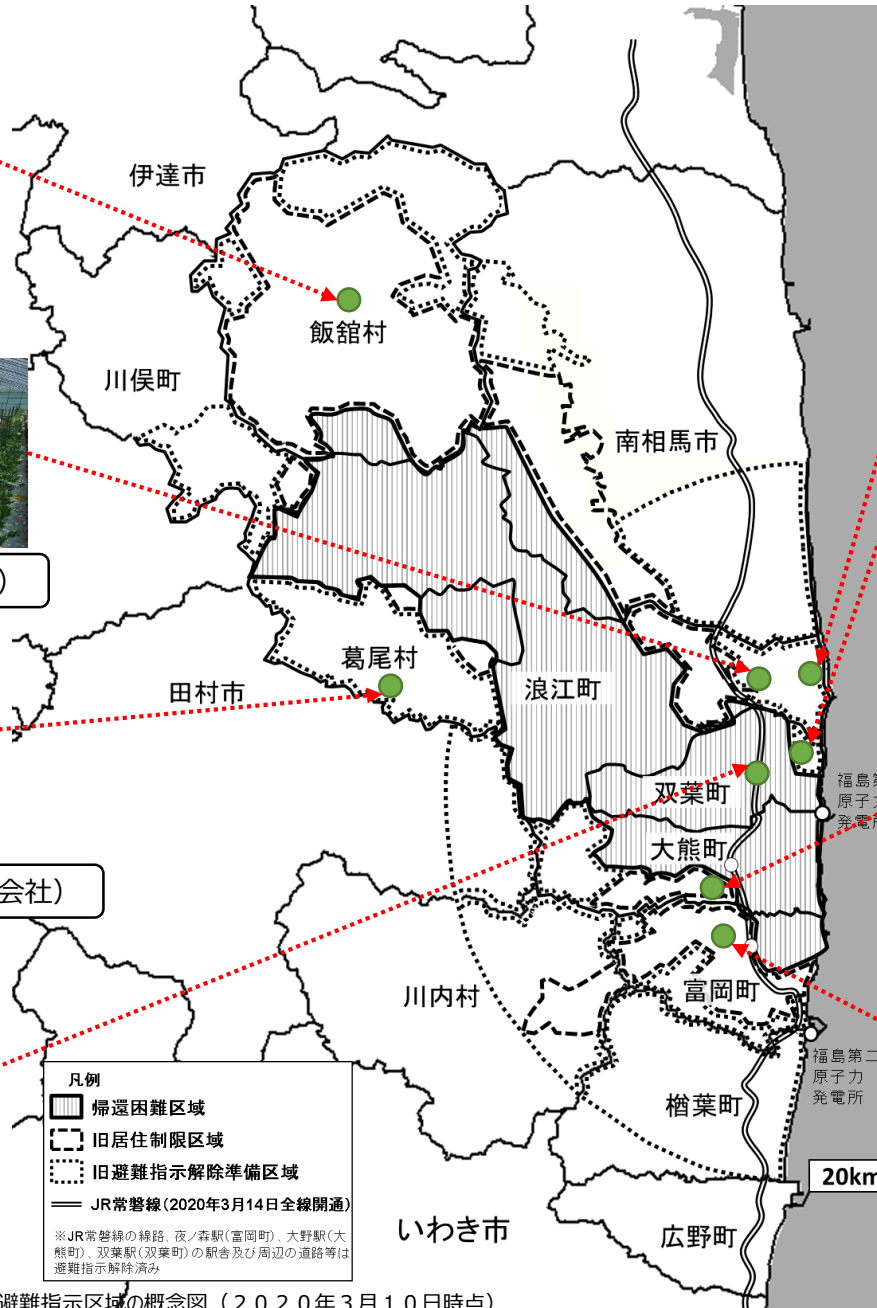 伊達市
飯舘村
川俣町
南相馬市
）
葛尾村
田村市
浪江町
双葉町
福島第
原子力
発電所
大熊町
会社）
川内村
富岡町
福島第二
原子力
発電所
楢葉町
20km
いわき市
広野町
凡例
帰還困難区域
旧居住制限区域
旧避難指示解除準備区域
JR常磐線(2020年3月14日全線開通)
※JR常磐線の線路、夜ノ森駅(富岡町)、大野駅(大
熊町)、双葉駅(双葉町)の駅舎及び周辺の道路等は
避難指示解除済み
避難指示区域の概念図（２０２０年３月１０日時点）